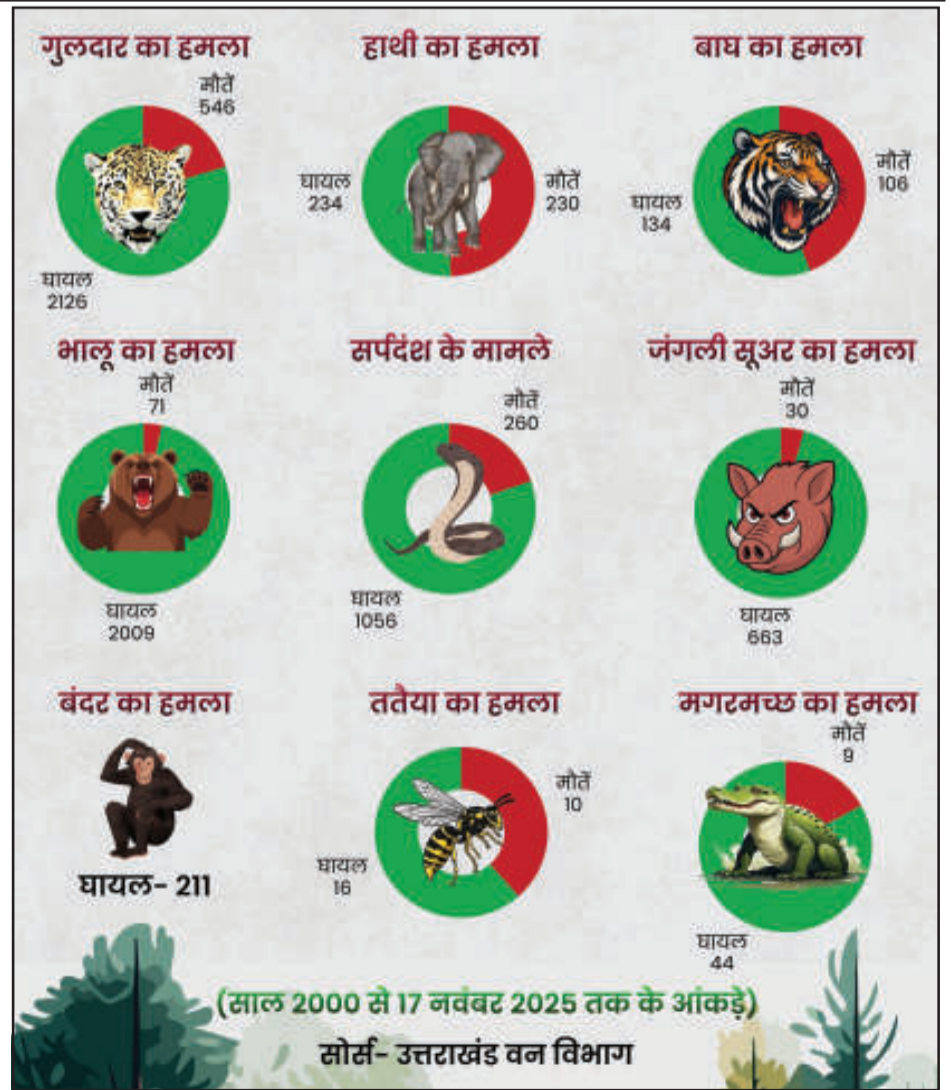 गुलदार का हमला
मौतें
546
घायल
2126
हाथी का हमला
घायल
234
मौतें
230
बाघ का हमला
मौतें
106
घायल
134
भालू का हमला
मौतें
71
घायल
2009
सर्पदंश के मामले
मौतें
260
घायल
1056
जंगली सूअर का हमला
मौतें
30
घायल
663
बंदर का हमला
घायल- 211
ततैया का हमला
मौतें
10
घायल
16
मगरमच्छ का हमला
मौतें
9
घायल
44
(साल 2000 से 17 नवंबर 2025 तक के आंकड़े)
सोर्स- उत्तराखंड वन विभाग